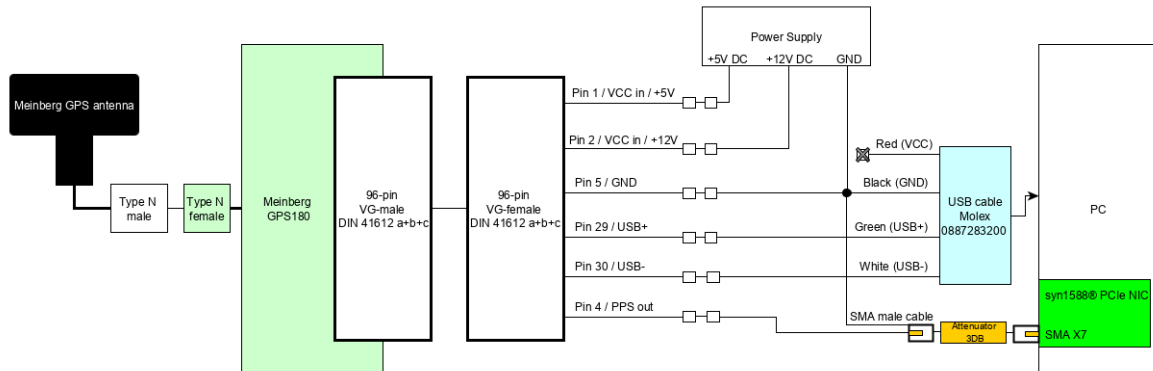 Power Supply
+5V DC
+12V DC
GND
Meinberg GPS antenna
Type N
male
Type N
female
Meinberg
GPS180
96-pin
VG-male
DIN 41612 a+b+c
96-pin
VG-female
DIN 41612 a+b+c
Pin 1 / VCC in / +5V
Pin 2 / VCC in / +12V
Pin 5 / GND
Pin 29 / USB+
Pin 30 / USB-
Pin 4 / PPS out
Red (VCC)
Black (GND)
Green (USB+)
White (USB-)
SMA male cable
USB cable
Molex
0887283200
Attenuator
3DB
PC
syn1588® PCIe NIC
SMA X7